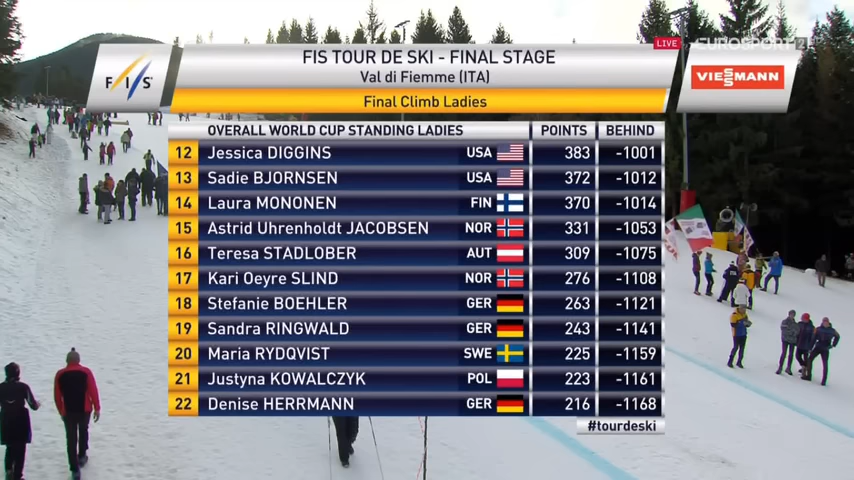 FIS TOUR DE SKI - FINAL STAGE
LIVE
EUROSPORT 2
FIS
Val di Fiemme (ITA)
VIESSMANN
Final Climb Ladies
OVERALL WORLD CUP STANDING LADIES POINTS BEHIND
12 Jessica DIGGINS USA 383 -1001
13 Sadie BJORNSEN USA 372 -1012
14 Laura MONONEN FIN 370 -1014
15 Astrid Uhrenholdt JACOBSEN NOR 331 -1053
16 Teresa STADLOBER AUT 309 -1075
17 Kari Oeyre SLIND NOR 276 -1108
18 Stefanie BOEHLER GER 263 -1121
19 Sandra RINGWALD GER 243 -1141
20 Maria RYDQVIST SWE 225 -1159
21 Justyna KOWALCZYK POL 223 -1161
22 Denise HERRMANN GER 216 -1168
#tourdeski